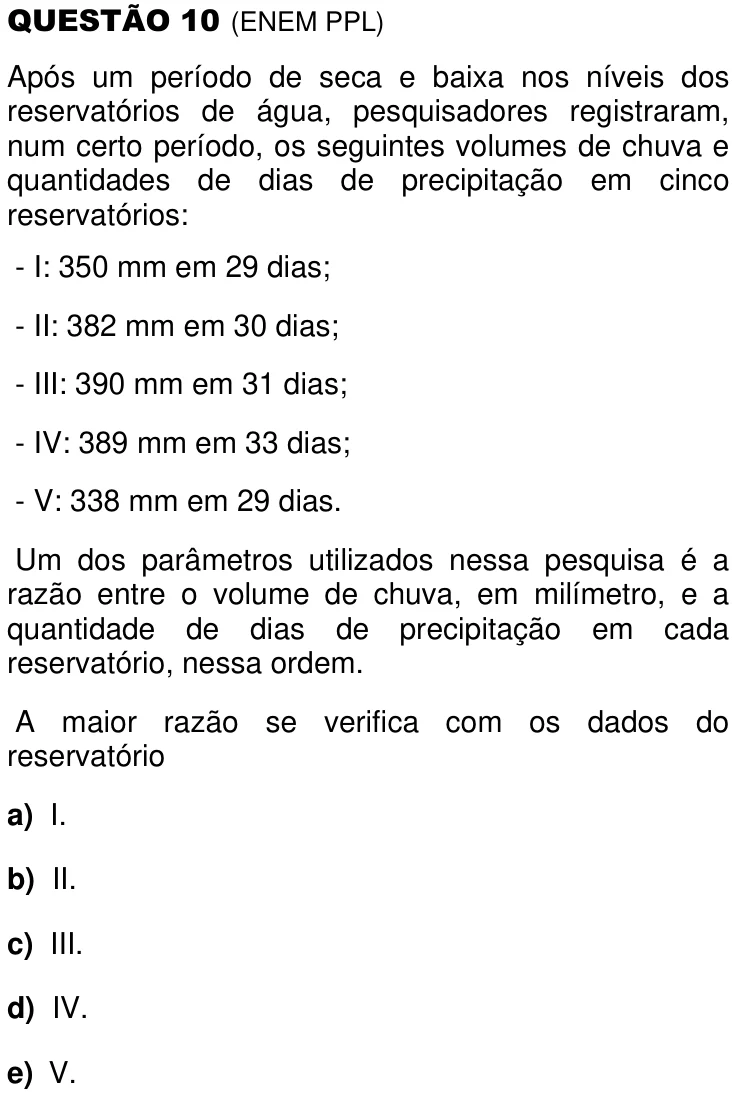 QUESTÃO 10 (ENEM PPL)
Após um período de seca e baixa nos níveis dos
reservatórios de água, pesquisadores registraram,
num certo período, os seguintes volumes de chuva e
quantidades de dias de precipitação em cinco
reservatórios:
- I: 350 mm em 29 dias;
- II: 382 mm em 30 dias;
- III: 390 mm em 31 dias;
- IV: 389 mm em 33 dias;
- V: 338 mm em 29 dias.
Um dos parâmetros utilizados nessa pesquisa é a
razão entre o volume de chuva, em milímetro, e a
quantidade de dias de precipitação em cada
reservatório, nessa ordem.
A maior razão se verifica com os dados do
reservatório
a) I.
b) II.
c) III.
d) IV.
e) V.